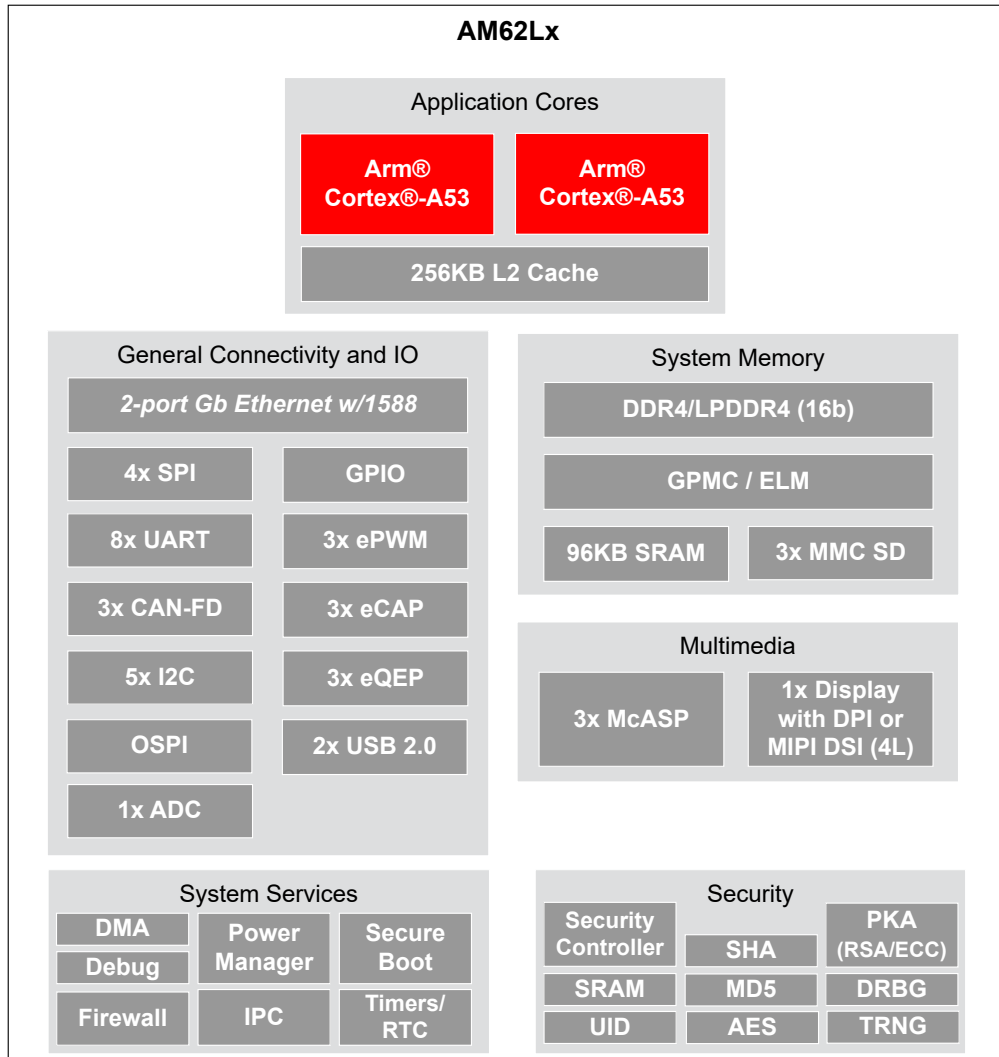 AM62Lx
Application Cores
Arm®
Cortex®-A53
Arm®
Cortex®-A53
256KB L2 Cache
General Connectivity and IO
2-port Gb Ethernet w/1588
4x SPI
GPIO
8x UART
3x ePWM
3x CAN-FD
3x eCAP
5x I2C
3x eQEP
OSPI
2x USB 2.0
1x ADC
System Memory
DDR4/LPDDR4 (16b)
GPMC / ELM
96KB SRAM
3x MMC SD
Multimedia
3x McASP
1x Display
with DPI or
MIPI DSI (4L)
System Services
DMA
Debug
Power
Manager
Secure
Boot
Firewall
IPC
Timers/
RTC
Security
Security
Controller
SHA
PKA
(RSA/ECC)
SRAM
MD5
DRBG
UID
AES
TRNG